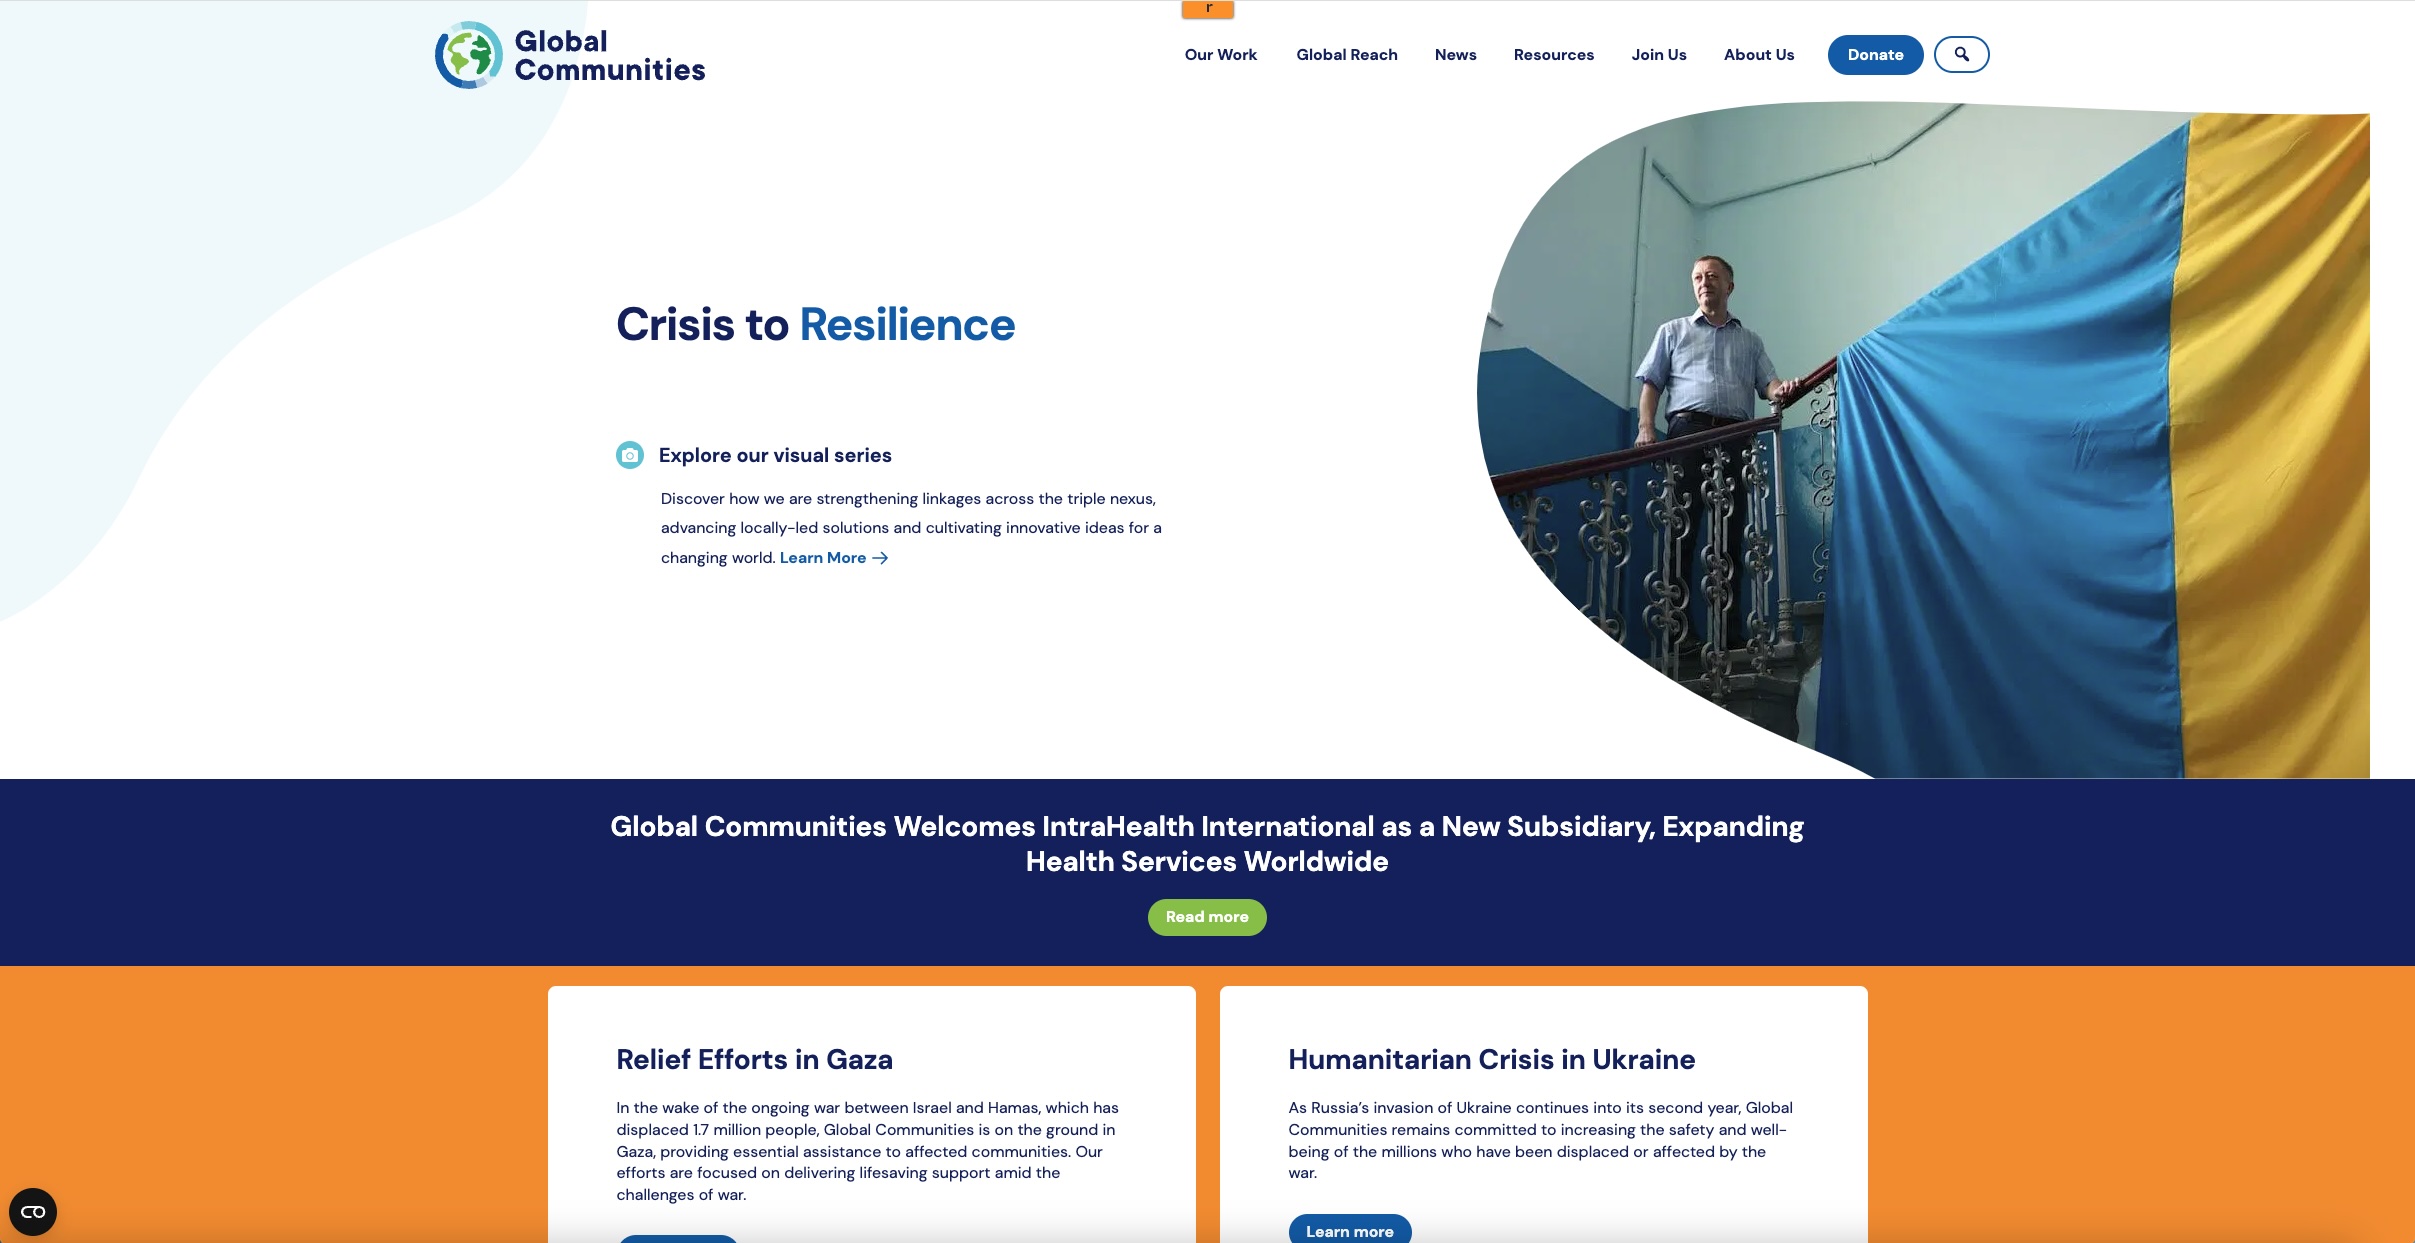 r
Global
Communities
Our Work
Global Reach
News
Resources
Join Us
About Us
Donate
Crisis to Resilience
Explore our visual series
Discover how we are strengthening linkages across the triple nexus,
advancing locally-led solutions and cultivating innovative ideas for a
changing world. Learn More →
Global Communities Welcomes IntraHealth International as a New Subsidiary, Expanding
Health Services Worldwide
Read more
Relief Efforts in Gaza
In the wake of the ongoing war between Israel and Hamas, which has
displaced 1.7 million people, Global Communities is on the ground in
Gaza, providing essential assistance to affected communities. Our
efforts are focused on delivering lifesaving support amid the
challenges of war.
Humanitarian Crisis in Ukraine
As Russia’s invasion of Ukraine continues into its second year, Global
Communities remains committed to increasing the safety and well-
being of the millions who have been displaced or affected by the
war.
Learn more